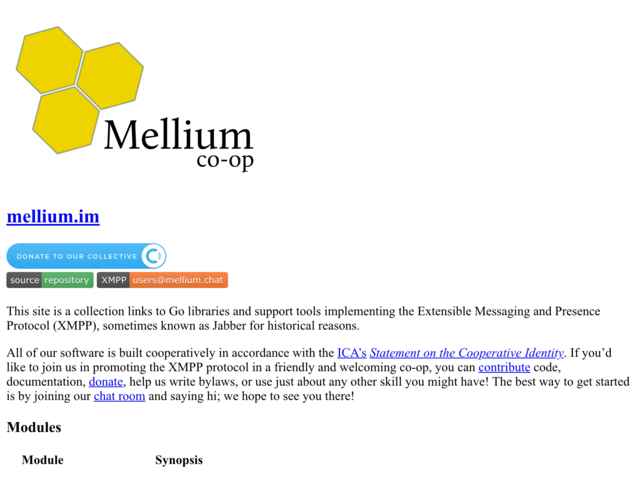 Mellium
co-op
mellium.im
DONATE TO OUR COLLECTIVE
source repository XMPP users@mellium.chat
This site is a collection links to Go libraries and support tools implementing the Extensible Messaging and Presence
Protocol (XMPP), sometimes known as Jabber for historical reasons.
All of our software is built cooperatively in accordance with the ICA’s Statement on the Cooperative Identity. If you’d
like to join us in promoting the XMPP protocol in a friendly and welcoming co-op, you can contribute code,
documentation, donate, help us write bylaws, or use just about any other skill you might have! The best way to get started
is by joining our chat room and saying hi; we hope to see you there!
Modules
Module Synopsis